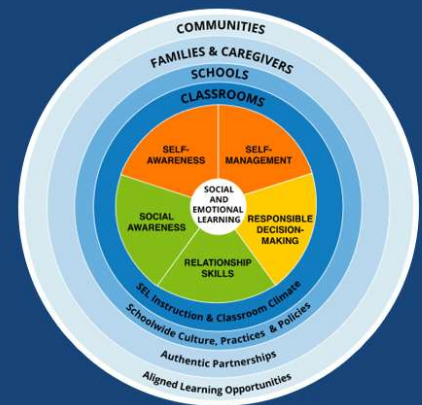 COMMUNITIES
FAMILIES & CAREGIVERS
SCHOOLS
CLASSROOMS
SELF-
AWARENESS
SELF-
MANAGEMENT
SOCIAL
AND
EMOTIONAL
LEARNING
SOCIAL
AWARENESS
RESPONSIBLE
DECISION-
MAKING
RELATIONSHIP
SKILLS
SEL Instruction & Classroom Climate
Schoolwide Culture, Practices & Policies
Authentic Partnerships
Aligned Learning Opportunities